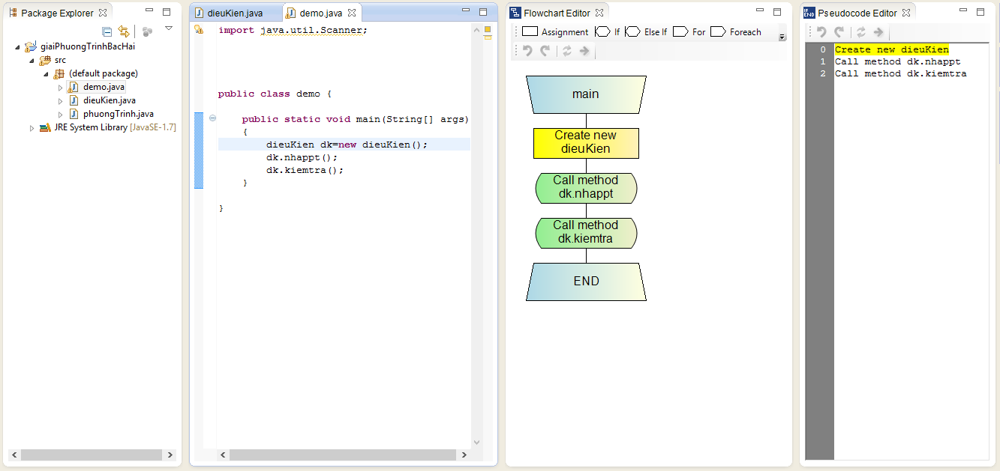 Package Explorer
giaiPhuongTrinhBacHai
src
(default package)
demo.java
dieuKien.java
phuongTrinh.java
JRE System Library [JavaSE-1.7]
dieuKien.java
demo.java
import java.util.Scanner;
public class demo {
public static void main(String[] args)
{
dieuKien dk=new dieuKien();
dk.nhappt();
dk.kiemtra();
}
}
Flowchart Editor
Assignment
If
Else If
For
Foreach
main
Create new
dieuKien
Call method
dk.nhappt
Call method
dk.kiemtra
END
IF
END
Pseudocode Editor
0 Create new dieuKien
1 Call method dk.nhappt
2 Call method dk.kiemtra